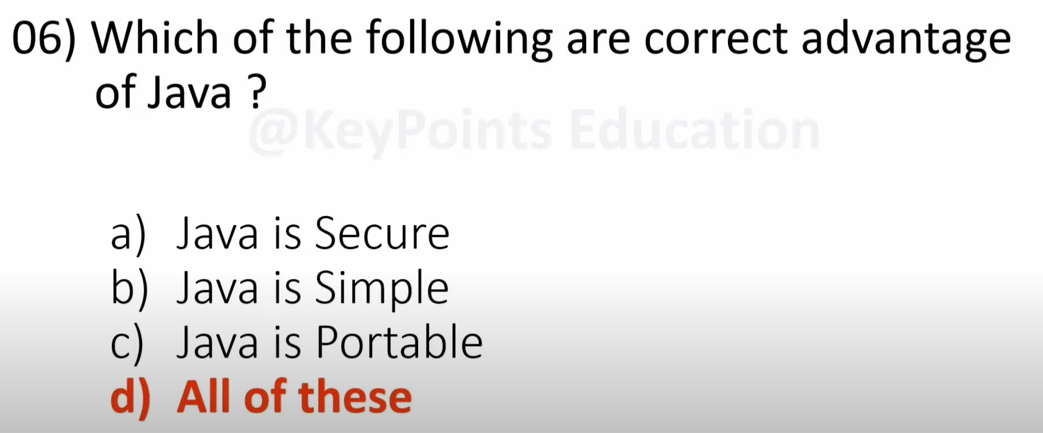 06) Which of the following are correct advantage
of Java ?
@KeyPoints Education
a) Java is Secure
b) Java is Simple
c) Java is Portable
d) All of these